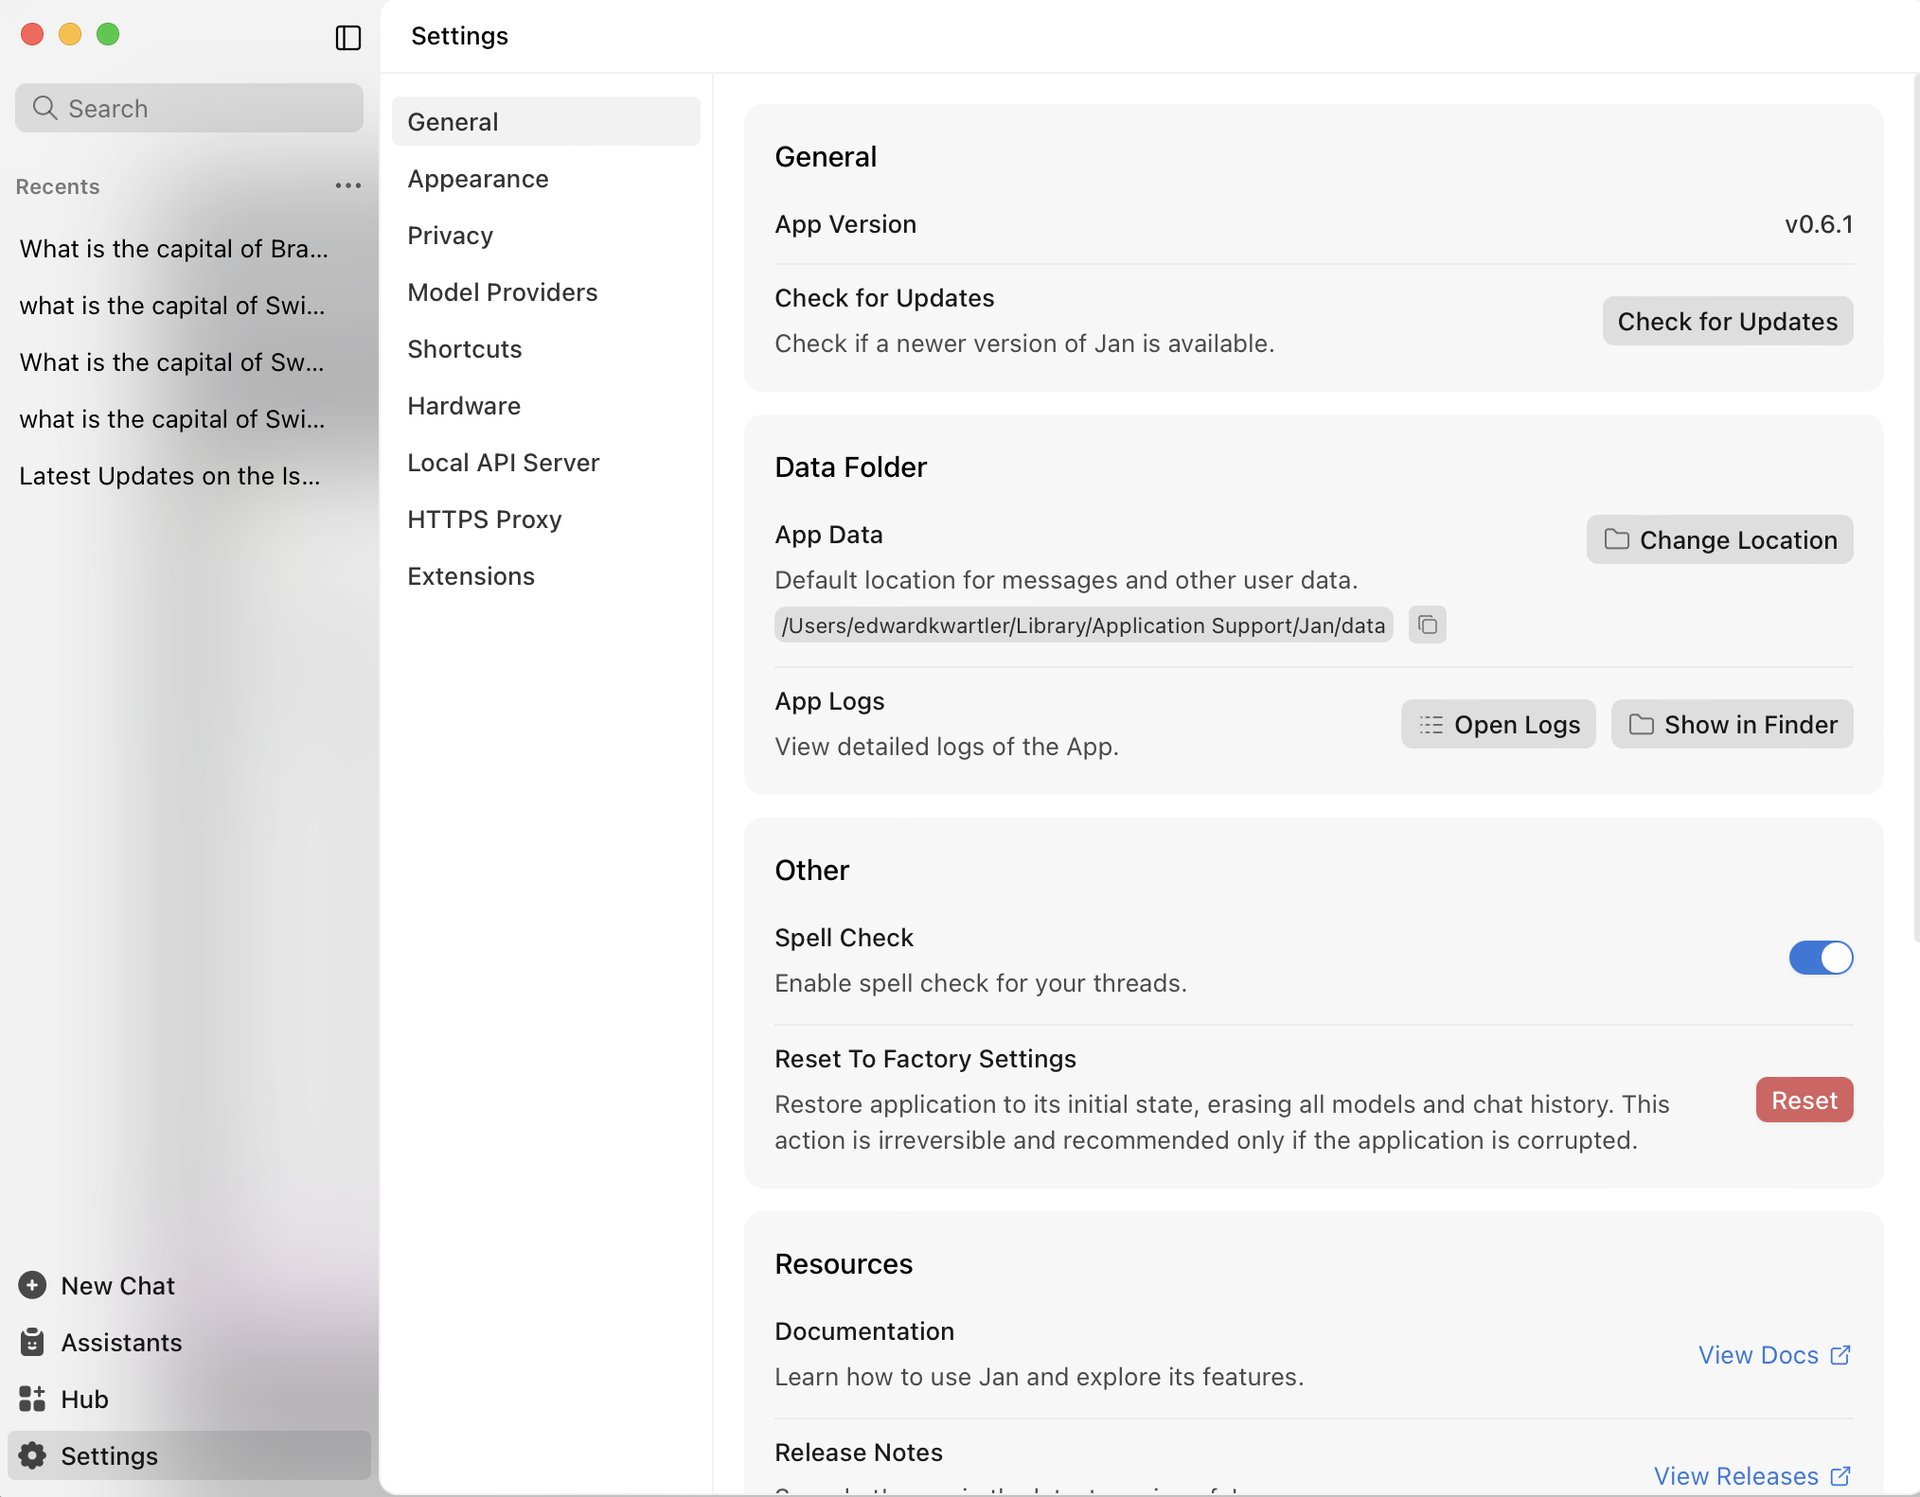 Settings
Search
Recents
What is the capital of Bra...
what is the capital of Swi...
What is the capital of Sw...
what is the capital of Swi...
Latest Updates on the Is...
New Chat
Assistants
Hub
Settings
General
Appearance
Privacy
Model Providers
Shortcuts
Hardware
Local API Server
HTTPS Proxy
Extensions
General
App Version
v0.6.1
Check for Updates
Check if a newer version of Jan is available.
Check for Updates
Data Folder
App Data
Default location for messages and other user data.
/Users/edwardkwartler/Library/Application Support/Jan/data
Change Location
App Logs
View detailed logs of the App.
Open Logs
Show in Finder
Other
Spell Check
Enable spell check for your threads.
Reset To Factory Settings
Restore application to its initial state, erasing all models and chat history. This
action is irreversible and recommended only if the application is corrupted.
Reset
Resources
Documentation
Learn how to use Jan and explore its features.
View Docs
Release Notes
View Releases